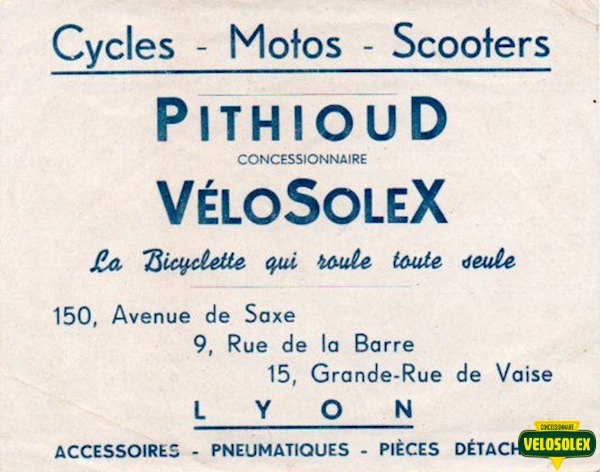 Cycles - Motos - Scooters
PITHIOUD
CONCESSIONNAIRE
VÉLOSOLEX
La Bicyclette qui roule toute seule
150, Avenue de Saxe
9, Rue de la Barre
15, Grande-Rue de Vaise
LYON
ACCESSOIRES - PNEUMATIQUES - PIÈCES DÉTACH
CONCESSIONNAIRE
VELOSOLEX